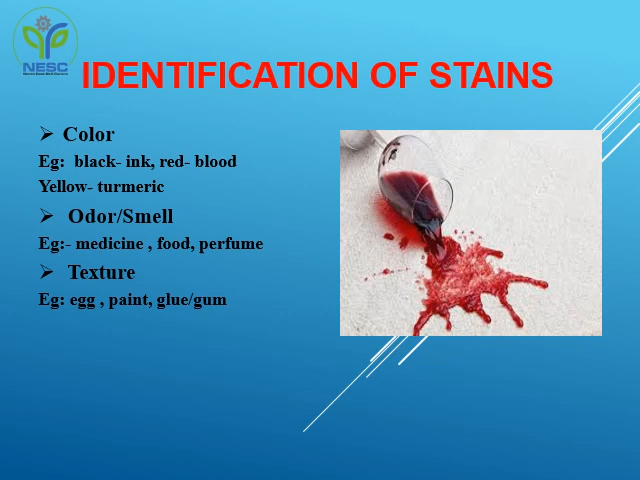 NESC
IDENTIFICATION OF STAINS
➢ Color
Eg:  black- ink, red- blood
Yellow- turmeric
➢ Odor/Smell
Eg:- medicine , food, perfume
➢ Texture
Eg: egg , paint, glue/gum